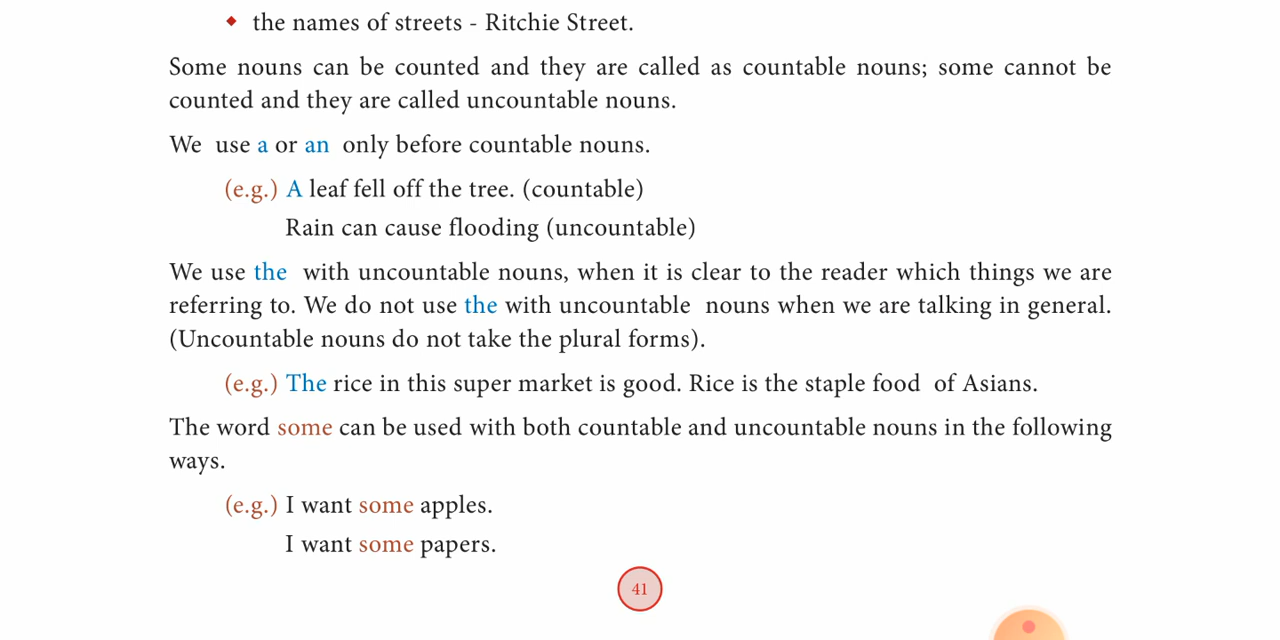 the names of streets - Ritchie Street.
Some nouns can be counted and they are called as countable nouns; some cannot be
counted and they are called uncountable nouns.
We use a or an only before countable nouns.
(e.g.) A leaf fell off the tree. (countable)
Rain can cause flooding (uncountable)
We use the with uncountable nouns, when it is clear to the reader which things we are
referring to. We do not use the with uncountable nouns when we are talking in general.
(Uncountable nouns do not take the plural forms).
(e.g.) The rice in this super market is good. Rice is the staple food of Asians.
The word some can be used with both countable and uncountable nouns in the following
ways.
(e.g.) I want some apples.
I want some papers.
41